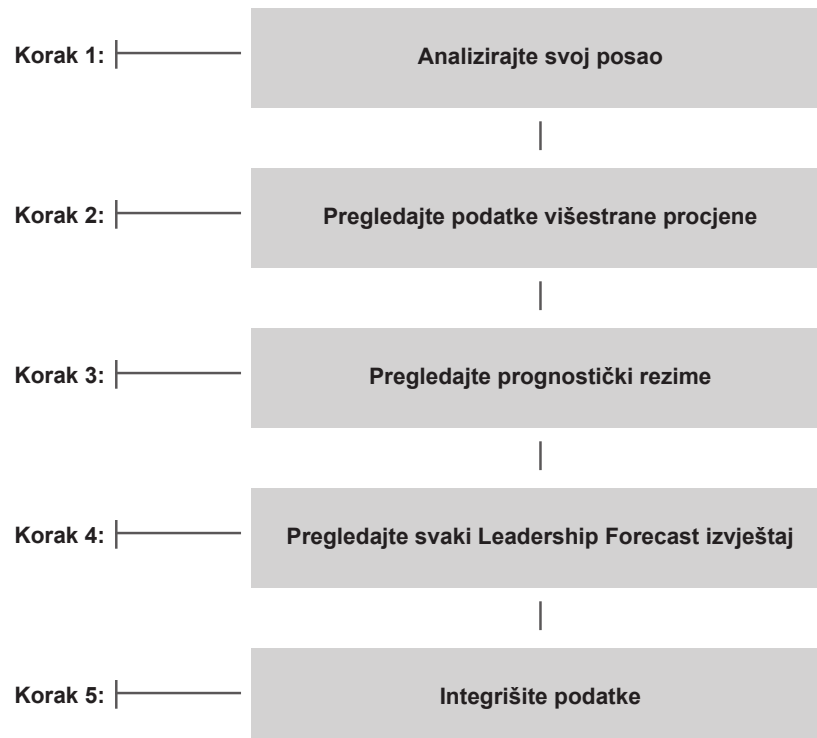 Korak 1: Analizirajte svoj posao
Korak 2: Pregledajte podatke višestrane procjene
Korak 3: Pregledajte prognostički rezime
Korak 4: Pregledajte svaki Leadership Forecast izvještaj
Korak 5: Integrišite podatke